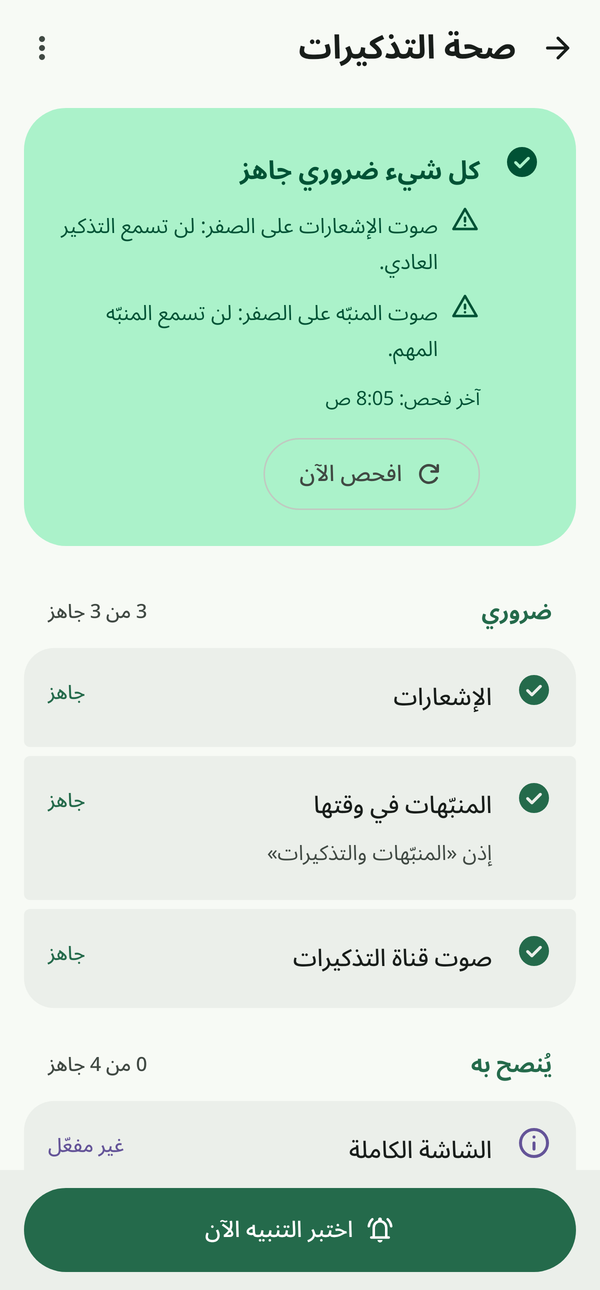 صحة التذكيرات
كل شيء ضروري جاهز
صوت الإشعارات على الصفر: لن تسمع التذكير
العادي.
صوت المنبّه على الصفر: لن تسمع المنبّه
المهم.
آخر فحص: 8:05 ص
افحص الآن
ضروري
3 من 3 جاهز
الإشعارات
جاهز
المنبّهات في وقتها
جاهز
إذن «المنبّهات والتذكيرات»
صوت قناة التذكيرات
جاهز
يُنصح به
0 من 4 جاهز
الشاشة الكاملة
غير مفعّل
اختبر التنبيه الآن